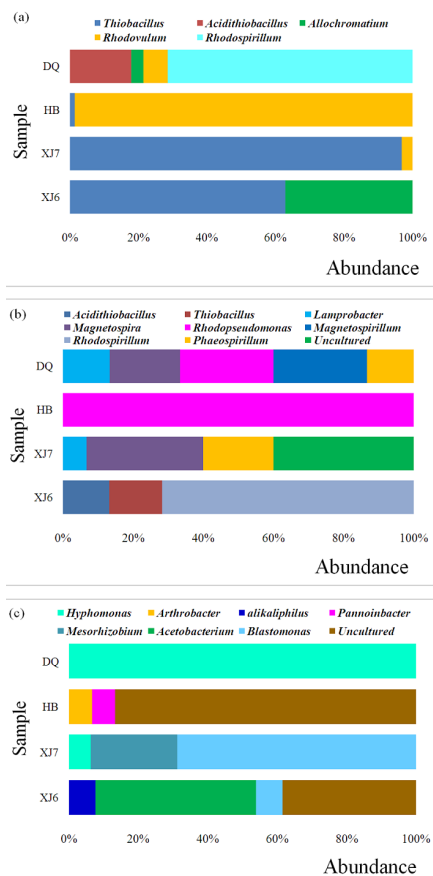 (a)
Thiobacillus Acidithiobacillus Allochromatium
Rhodovulum Rhodospirillum
DQ
HB
XJ7
XJ6
Sample
0% 20% 40% 60% 80% 100%
Abundance
(b)
Acidithiobacillus Thiobacillus Lamprobacter
Magnetospira Rhodopseudomonas Magnetospirillum
Rhodospirillum Phaeospirillum Uncultured
DQ
HB
XJ7
XJ6
Sample
0% 20% 40% 60% 80% 100%
Abundance
(c)
Hyphomonas Arthrobacter alikaliphilus Pannoinbacter
Mesorhizobium Acetobacterium Blastomonas Uncultured
DQ
HB
XJ7
XJ6
Sample
0% 20% 40% 60% 80% 100%
Abundance